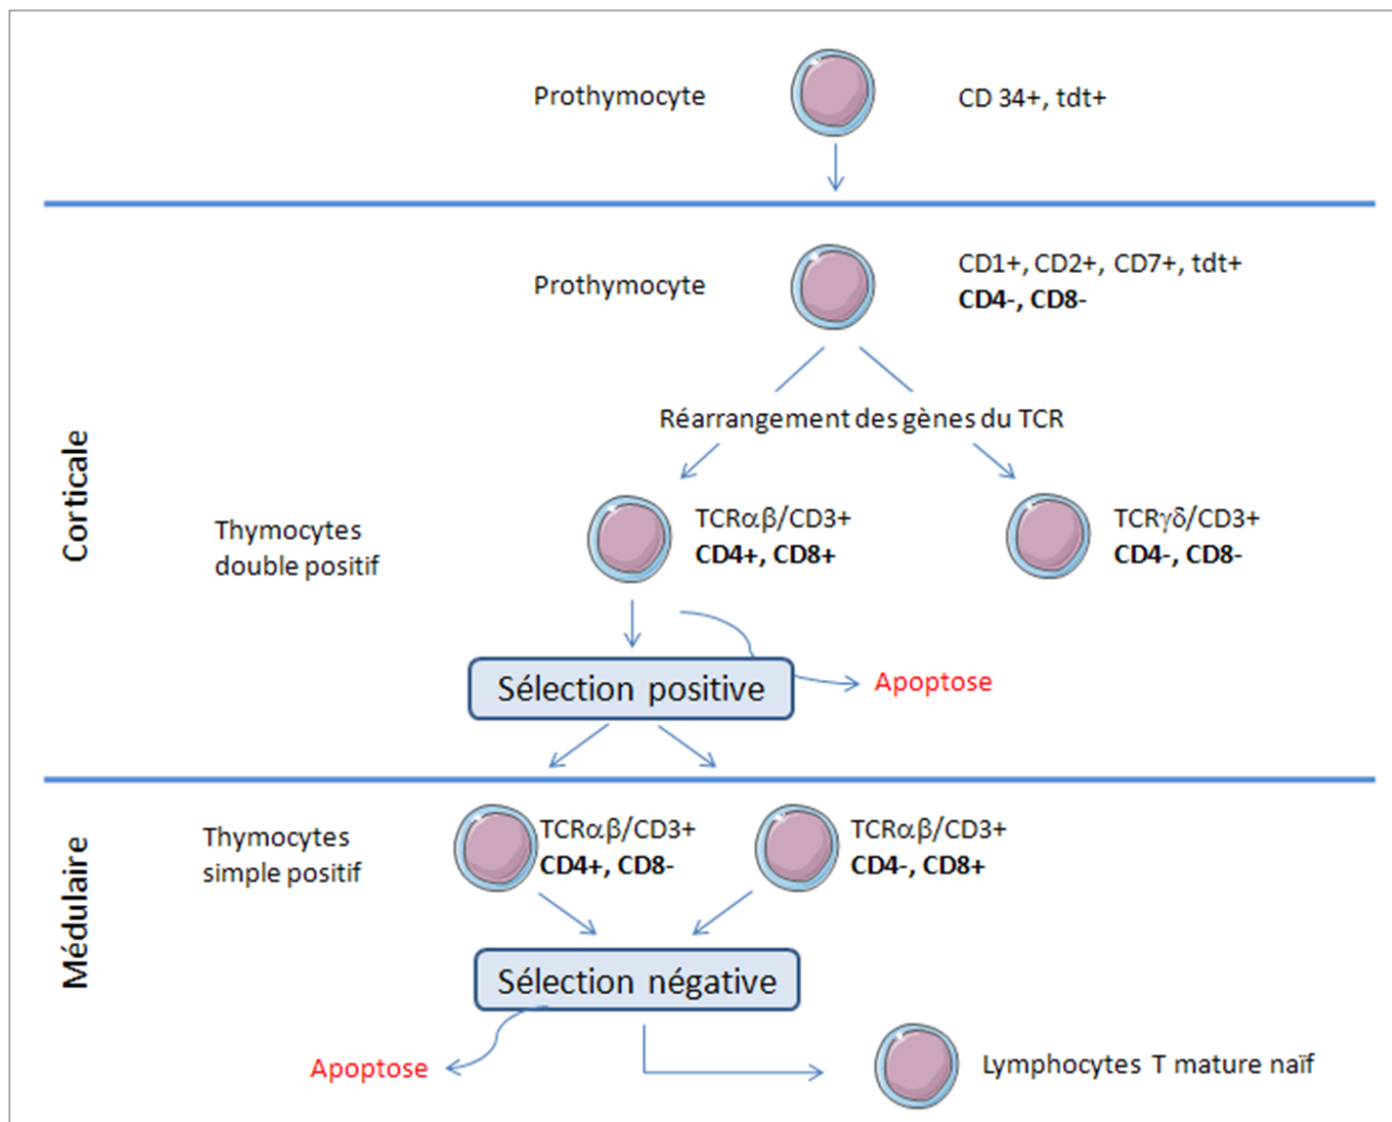 Prothymocyte
CD 34+, tdt+
Prothymocyte
CD1+, CD2+, CD7+, tdt+
CD4-, CD8-
Réarrangement des gènes du TCR
Corticale
Thymocytes
double positif
TCRαβ/CD3+
CD4+, CD8+
TCRγδ/CD3+
CD4-, CD8-
Sélection positive
Apoptose
Médulaire
Thymocytes
simple positif
TCRαβ/CD3+
CD4+, CD8-
TCRαβ/CD3+
CD4-, CD8+
Sélection négative
Apoptose
Lymphocytes T mature naïf